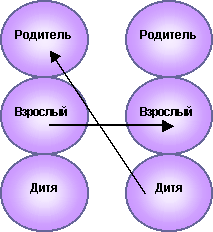 Родитель Родитель
Взрослый Взрослый
Дитя Дитя